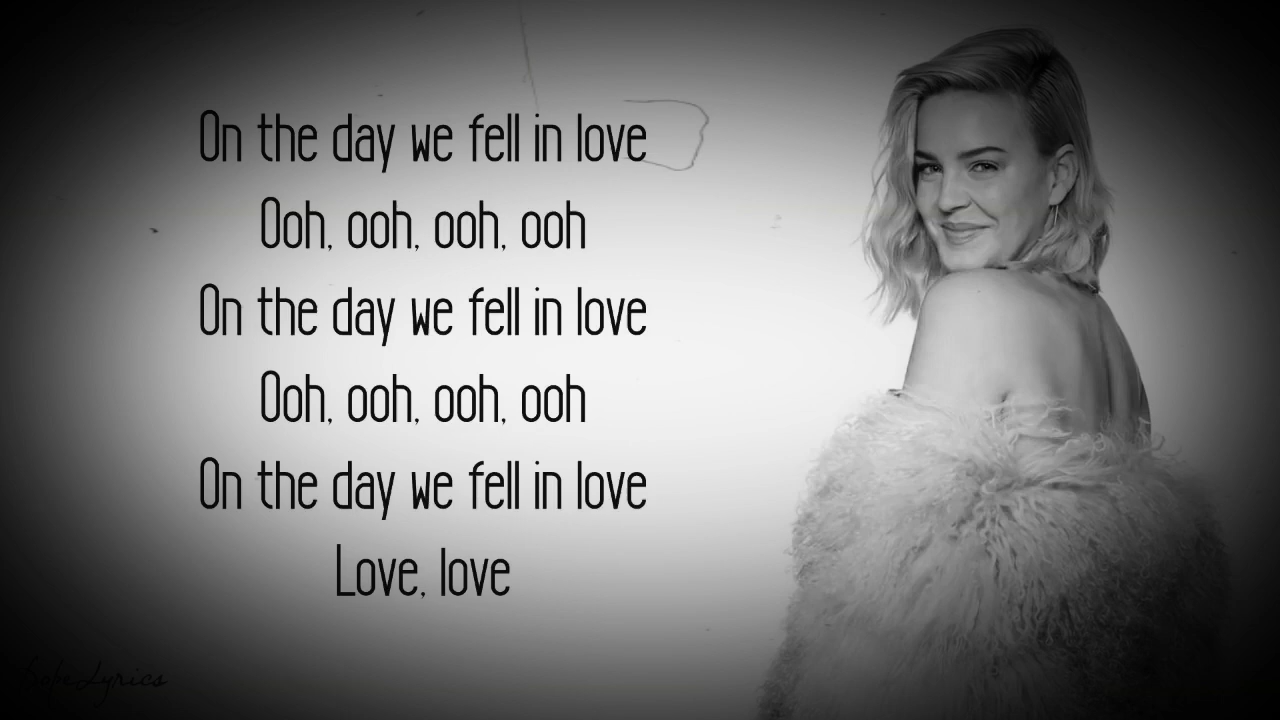 On the day we fell in love
Ooh, ooh, ooh, ooh
On the day we fell in love
Ooh, ooh, ooh, ooh
On the day we fell in love
Love, love